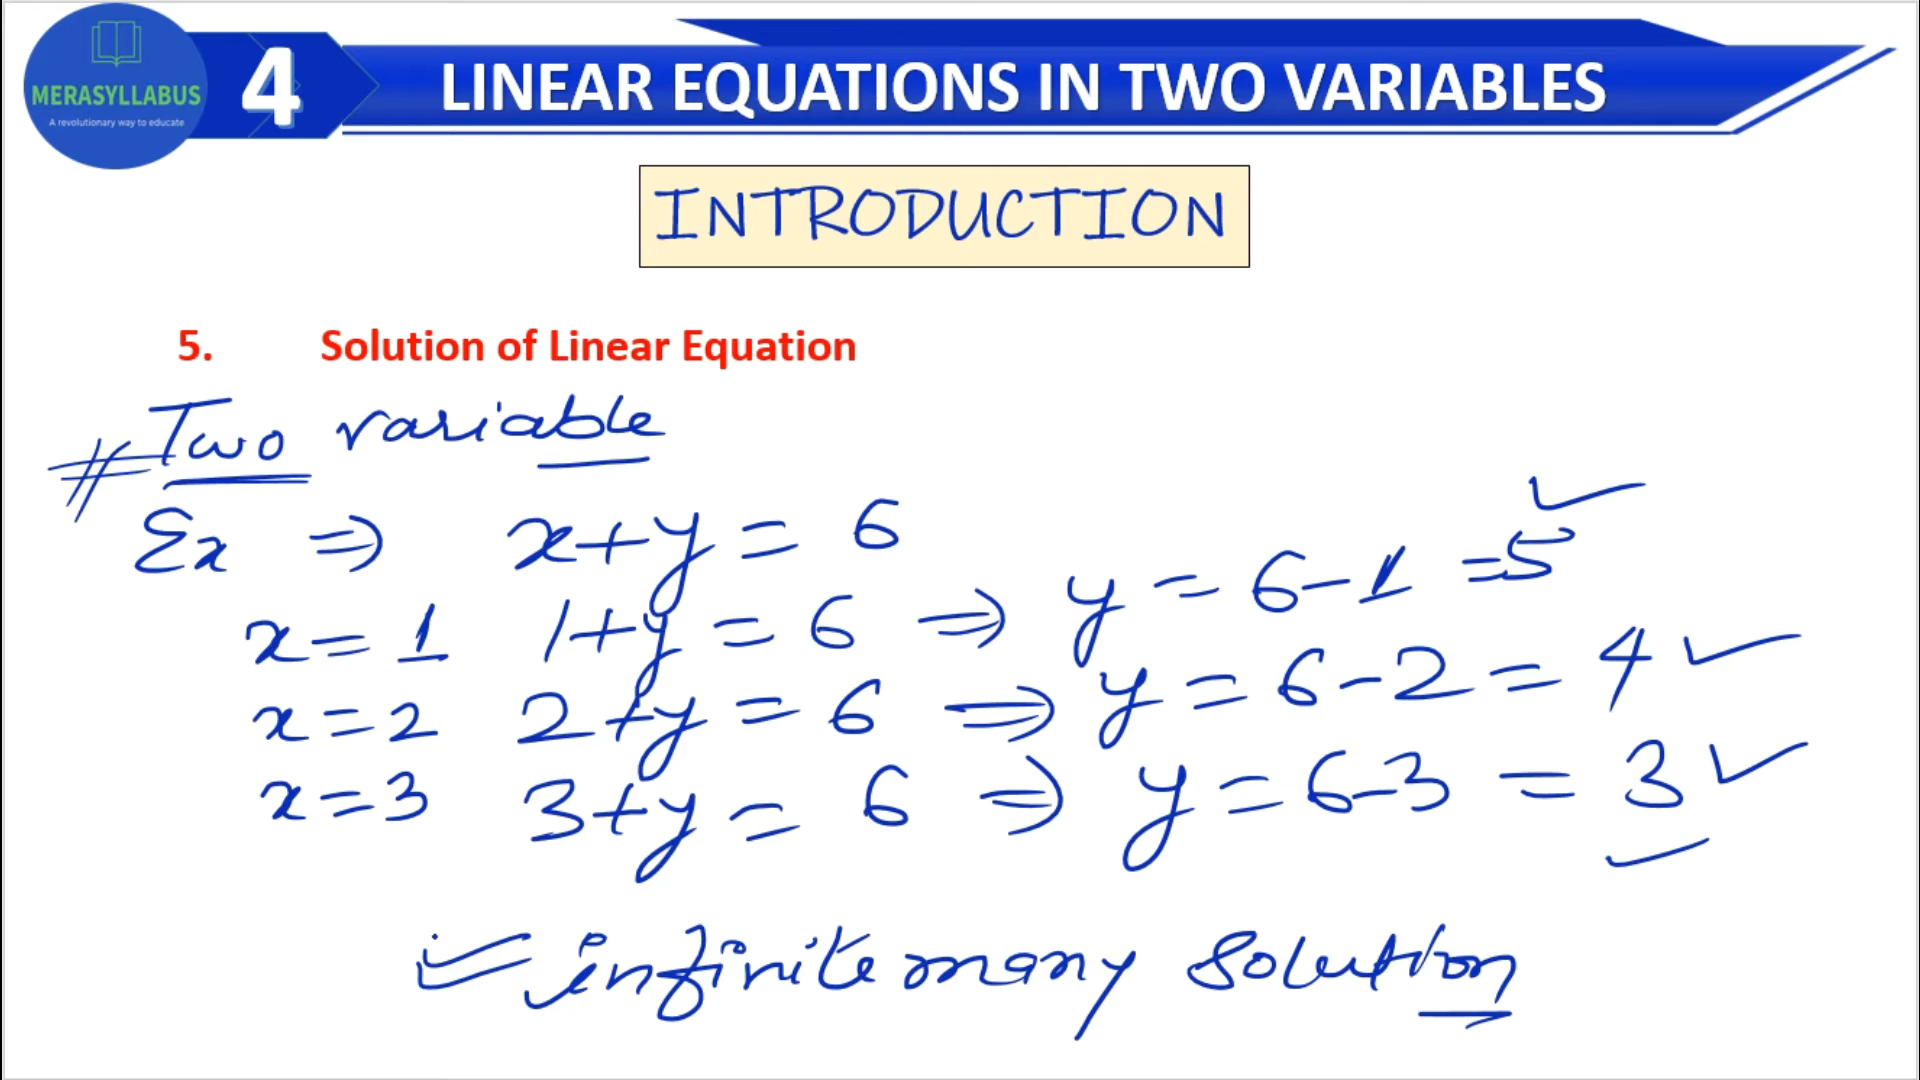 MERASYLLABUS
A revolutionary way to educate
4 LINEAR EQUATIONS IN TWO VARIABLES
INTRODUCTION
5. Solution of Linear Equation
# Two variable
Ex ⇒ x+y = 6
x = 1 1+y = 6 ⇒ y = 6-1 =5 ✓
x = 2 2+y = 6 ⇒ y = 6-2 = 4 ✓
x = 3 3+y = 6 ⇒ y = 6-3 = 3 ✓
infinite many solution